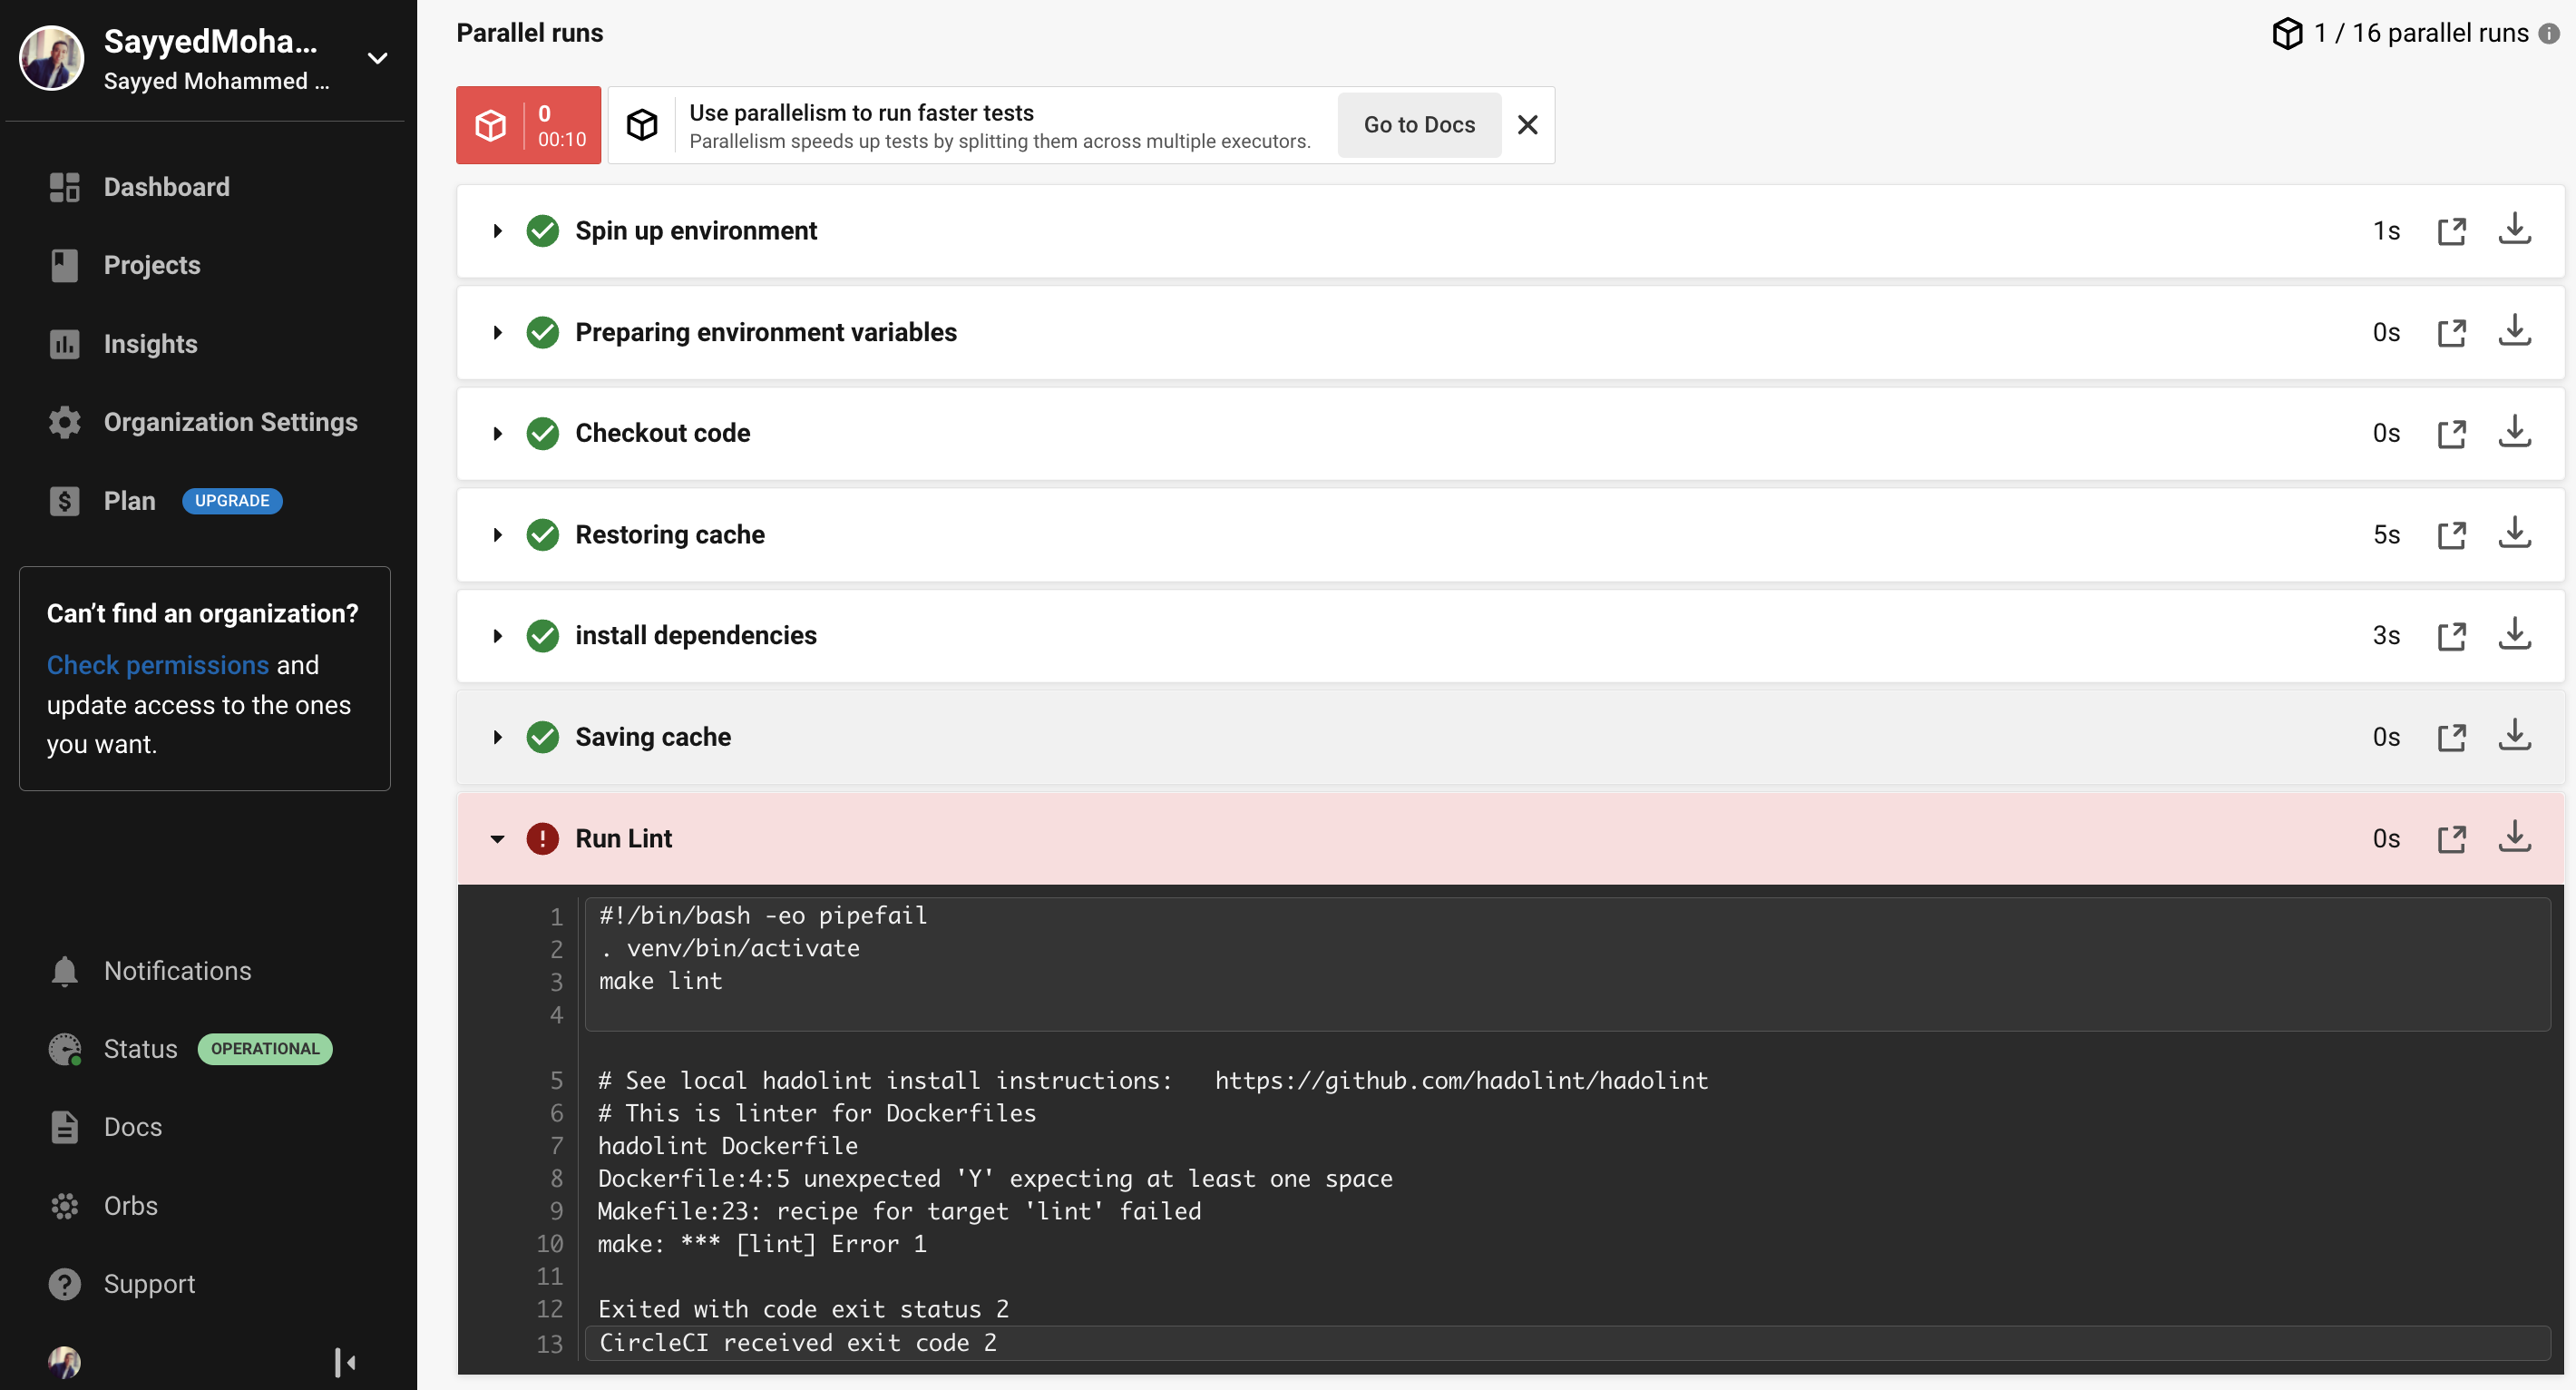 SayyedMoha...
Sayyed Mohammed ...
Dashboard
Projects
Insights
Organization Settings
Plan UPGRADE
Can't find an organization?
Check permissions and
update access to the ones
you want.
Notifications
Status OPERATIONAL
Docs
Orbs
Support
Parallel runs
1 / 16 parallel runs
0
00:10
Use parallelism to run faster tests
Parallelism speeds up tests by splitting them across multiple executors.
Go to Docs
Spin up environment 1s
Preparing environment variables 0s
Checkout code 0s
Restoring cache 5s
install dependencies 3s
Saving cache 0s
Run Lint 0s
1 #!/bin/bash -eo pipefail
2 . venv/bin/activate
3 make lint
4
5 # See local hadolint install instructions:   https://github.com/hadolint/hadolint
6 # This is linter for Dockerfiles
7 hadolint Dockerfile
8 Dockerfile:4:5 unexpected 'Y' expecting at least one space
9 Makefile:23: recipe for target 'lint' failed
10 make: *** [lint] Error 1
11
12 Exited with code exit status 2
13 CircleCI received exit code 2